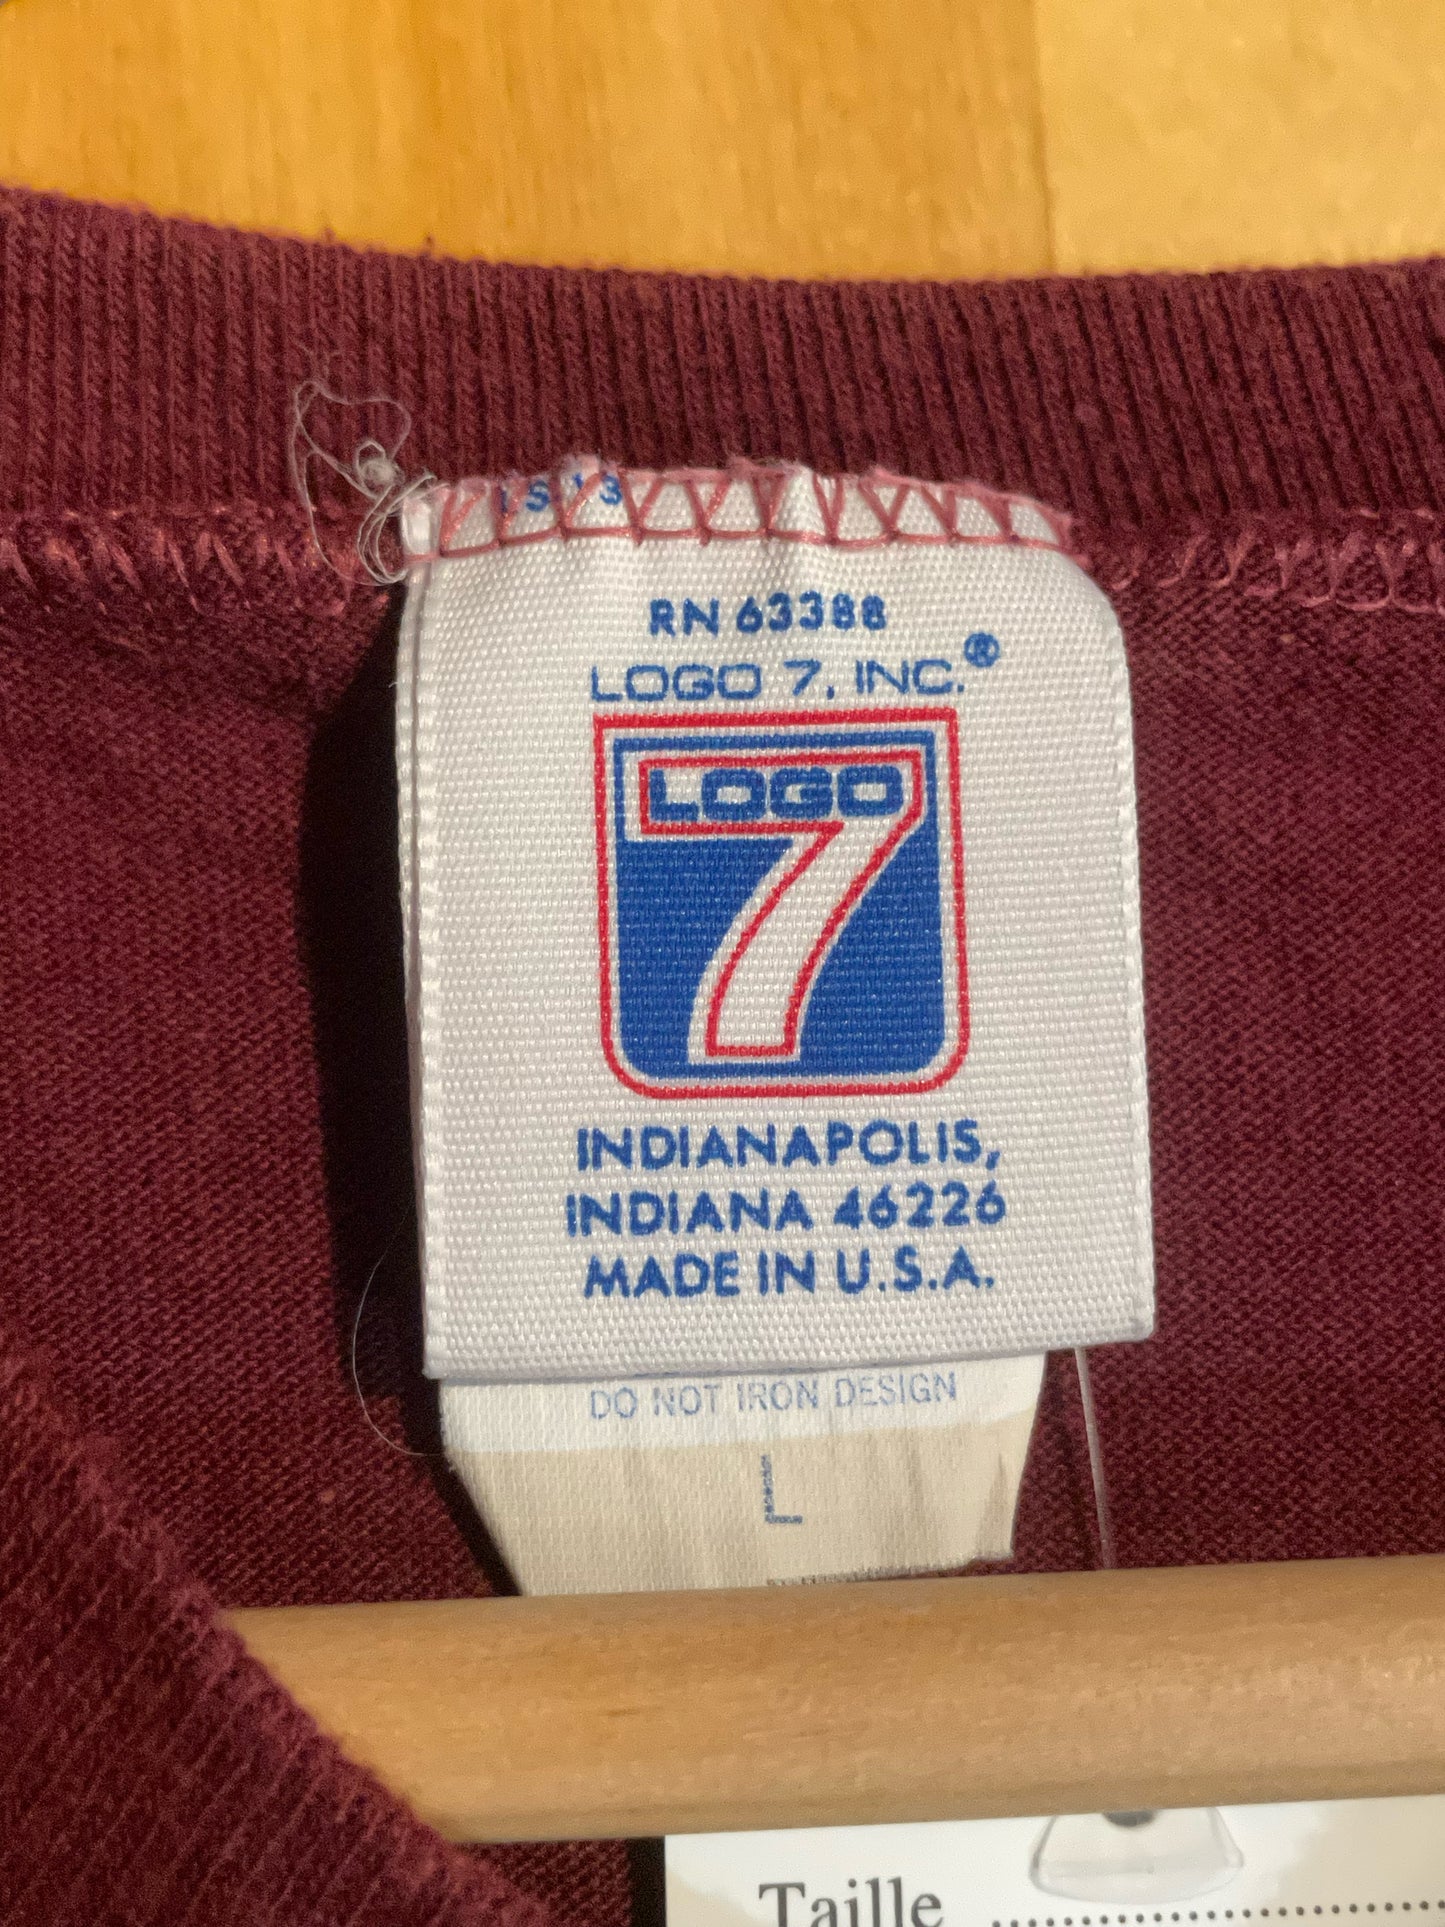 RN 63388
LOGO 7, INC.®
LOGO
7
INDIANAPOLIS,
INDIANA 46226
MADE IN U.S.A.
DO NOT IRON DESIGN
L
Taille